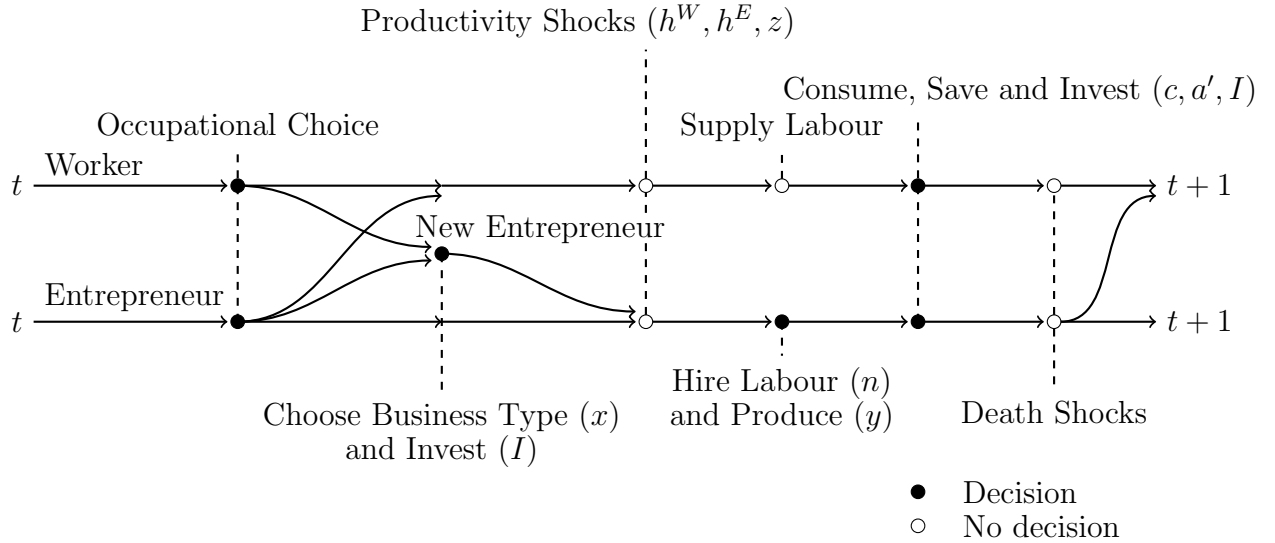 Productivity Shocks (h^W, h^E, z)
Consume, Save and Invest (c, a′, I)
Occupational Choice
Supply Labour
Worker
t
t + 1
New Entrepreneur
Entrepreneur
t
t + 1
Hire Labour (n)
and Produce (y)
Choose Business Type (x)
and Invest (I)
Death Shocks
Decision
No decision